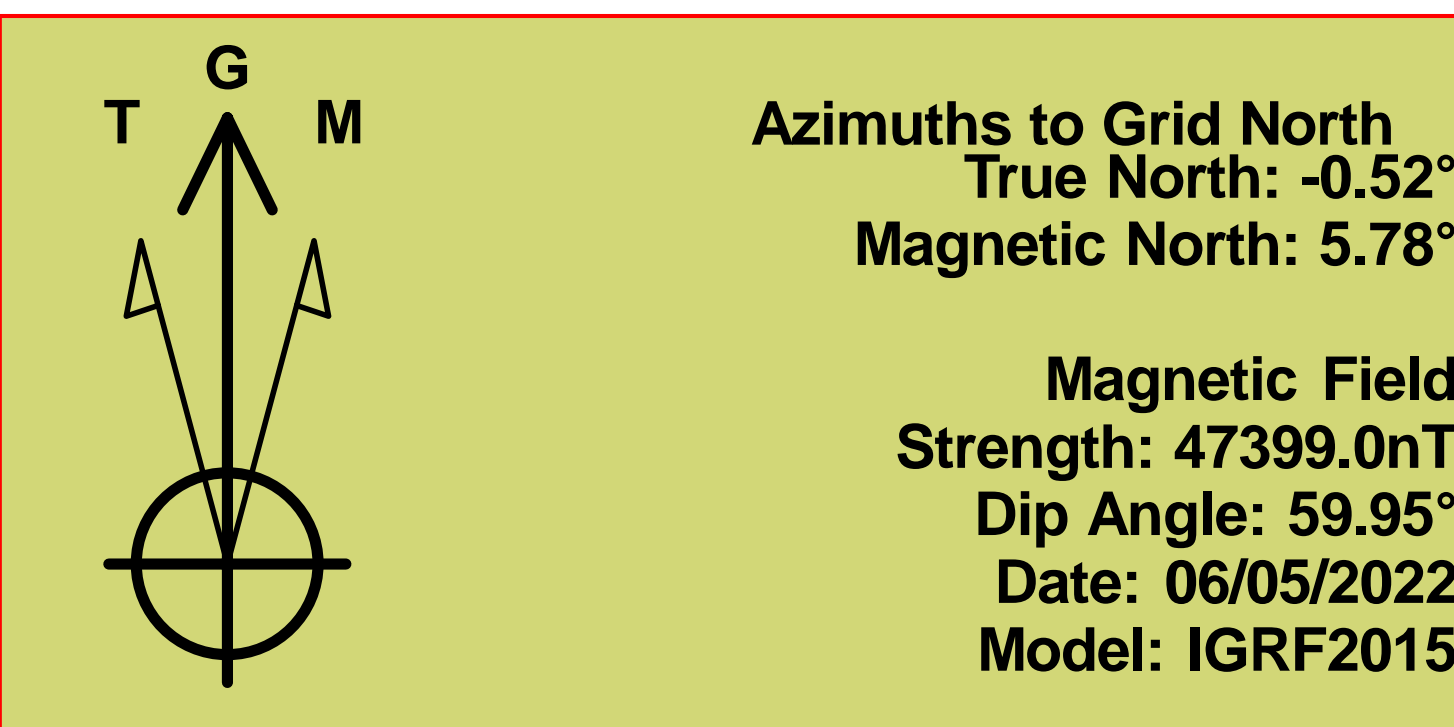 G
T M
Azimuths to Grid North
True North: -0.52°
Magnetic North: 5.78°
Magnetic Field
Strength: 47399.0nT
Dip Angle: 59.95°
Date: 06/05/2022
Model: IGRF2015